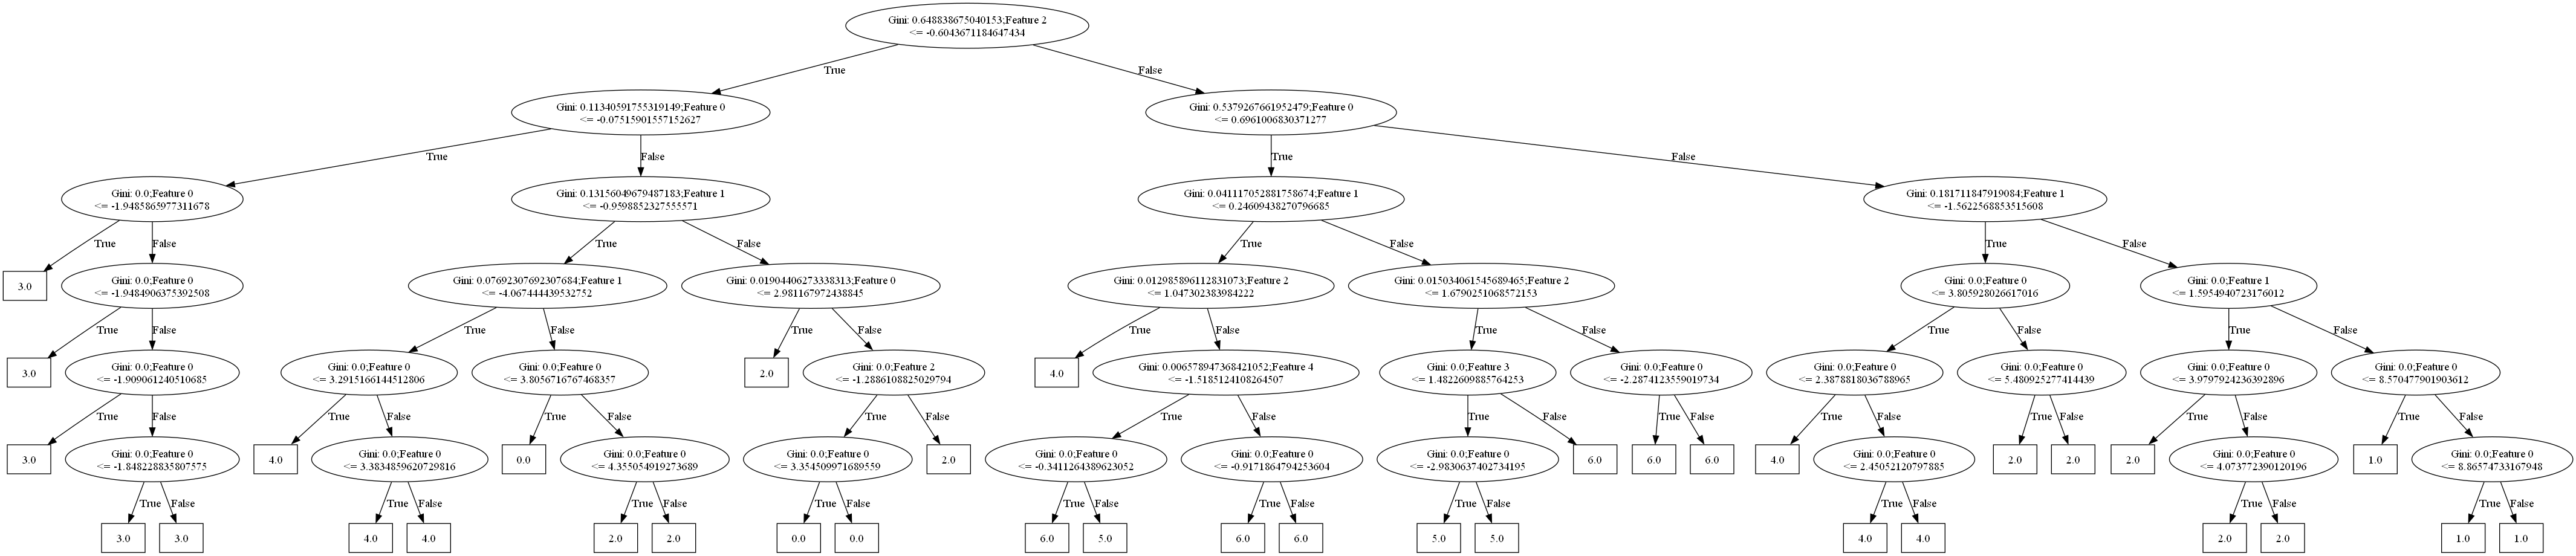 Gini: 0.648838675040153;Feature 2
<= -0.6043671184647434
True
False
Gini: 0.11340591755319149;Feature 0
<= -0.07515901557152627
Gini: 0.5379267661952479;Feature 0
<= 0.6961006830371277
True
False
True
False
Gini: 0.0;Feature 0
<= -1.9485865977311678
Gini: 0.13156049679487183;Feature 1
<= -0.9598852327555571
Gini: 0.041117052881758674;Feature 1
<= 0.24609438270796685
Gini: 0.181711847919084;Feature 1
<= -1.5622568853515608
True
False
True
False
True
False
True
False
3.0
Gini: 0.0;Feature 0
<= -1.9484906375392508
Gini: 0.07692307692307684;Feature 1
<= -4.067444439532752
Gini: 0.01904406273338313;Feature 0
<= 2.981167972438845
Gini: 0.012985896112831073;Feature 2
<= 1.047302383984222
Gini: 0.015034061545689465;Feature 2
<= 1.6790251068572153
Gini: 0.0;Feature 0
<= 3.805928026617016
Gini: 0.0;Feature 1
<= 1.5954940723176012
True
False
True
False
True
False
True
False
True
False
True
False
True
False
3.0
Gini: 0.0;Feature 0
<= -1.909061240510685
Gini: 0.0;Feature 0
<= 3.2915166144512806
Gini: 0.0;Feature 0
<= 3.8056716767468357
2.0
Gini: 0.0;Feature 2
<= -1.2886108825029794
4.0
Gini: 0.006578947368421052;Feature 4
<= -1.5185124108264507
Gini: 0.0;Feature 3
<= 1.4822609885764253
Gini: 0.0;Feature 0
<= -2.2874123559019734
Gini: 0.0;Feature 0
<= 2.3878818036788965
Gini: 0.0;Feature 0
<= 5.480925277414439
Gini: 0.0;Feature 0
<= 3.9797924236392896
Gini: 0.0;Feature 0
<= 8.570477901903612
True
False
True
False
True
False
True
False
True
False
True
False
True
False
True
False
True
False
True
False
True
False
3.0
Gini: 0.0;Feature 0
<= -1.848228835807575
4.0
Gini: 0.0;Feature 0
<= 3.3834859620729816
0.0
Gini: 0.0;Feature 0
<= 4.355054919273689
Gini: 0.0;Feature 0
<= 3.354509971689559
2.0
Gini: 0.0;Feature 0
<= -0.3411264389623052
Gini: 0.0;Feature 0
<= -0.9171864794253604
Gini: 0.0;Feature 0
<= -2.9830637402734195
6.0
6.0
6.0
4.0
Gini: 0.0;Feature 0
<= 2.45052120797885
2.0
2.0
2.0
Gini: 0.0;Feature 0
<= 4.073772390120196
1.0
Gini: 0.0;Feature 0
<= 8.86574733167948
True
False
True
False
True
False
True
False
True
False
True
False
True
False
True
False
True
False
True
False
3.0
3.0
4.0
4.0
2.0
2.0
0.0
0.0
6.0
5.0
6.0
6.0
5.0
5.0
4.0
4.0
2.0
2.0
1.0
1.0